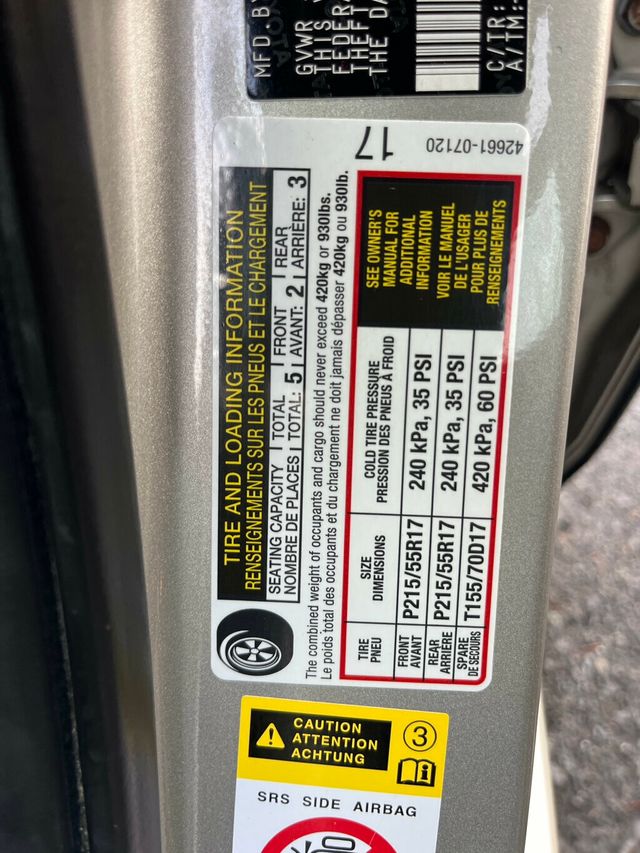 MFD BY
GVWR
THIS
FEDER
THEFT
THE DA
C/TR:
A/TM:
17
42661-07120
TIRE AND LOADING INFORMATION
RENSEIGNEMENTS SUR LES PNEUS ET LE CHARGEMENT
SEATING CAPACITY TOTAL FRONT REAR
NOMBRE DE PLACES TOTAL: 5 AVANT: 2 ARRIÈRE: 3
The combined weight of occupants and cargo should never exceed 420kg or 930lbs.
Le poids total des occupants et du chargement ne doit jamais dépasser 420kg ou 930lb.
TIRE
PNEU
SIZE
DIMENSIONS
COLD TIRE PRESSURE
PRESSION DES PNEUS À FROID
FRONT
AVANT
P215/55R17
240 kPa, 35 PSI
REAR
ARRIÈRE
P215/55R17
240 kPa, 35 PSI
SPARE
DE SECOURS
T155/70D17
420 kPa, 60 PSI
SEE OWNER'S
MANUAL FOR
ADDITIONAL
INFORMATION
VOIR LE MANUEL
DE L'USAGER
POUR PLUS DE
RENSEIGNEMENTS
CAUTION
ATTENTION
ACHTUNG
3
SRS SIDE AIRBAG